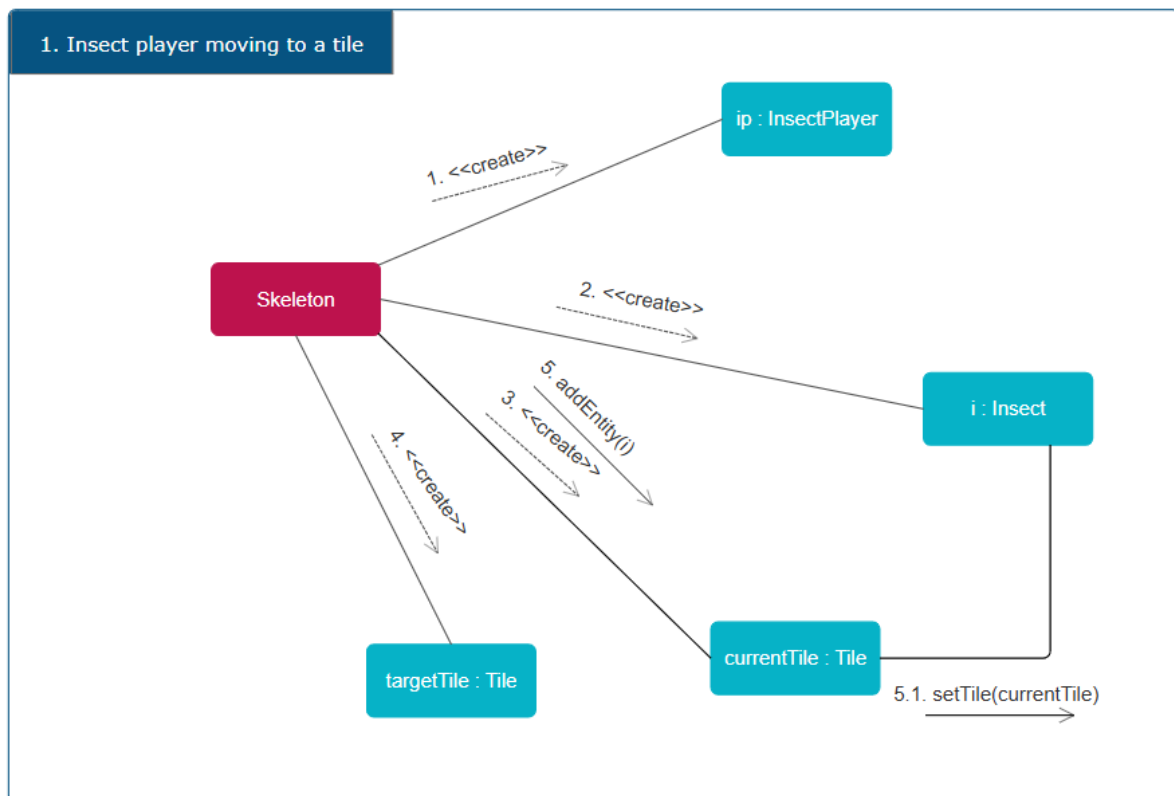 1. Insect player moving to a tile
ip : InsectPlayer
1. <<create>>
Skeleton
2. <<create>>
5. addEntity(i)
3. <<create>>
i : Insect
4. <<create>>
currentTile : Tile
targetTile : Tile
5.1. setTile(currentTile)